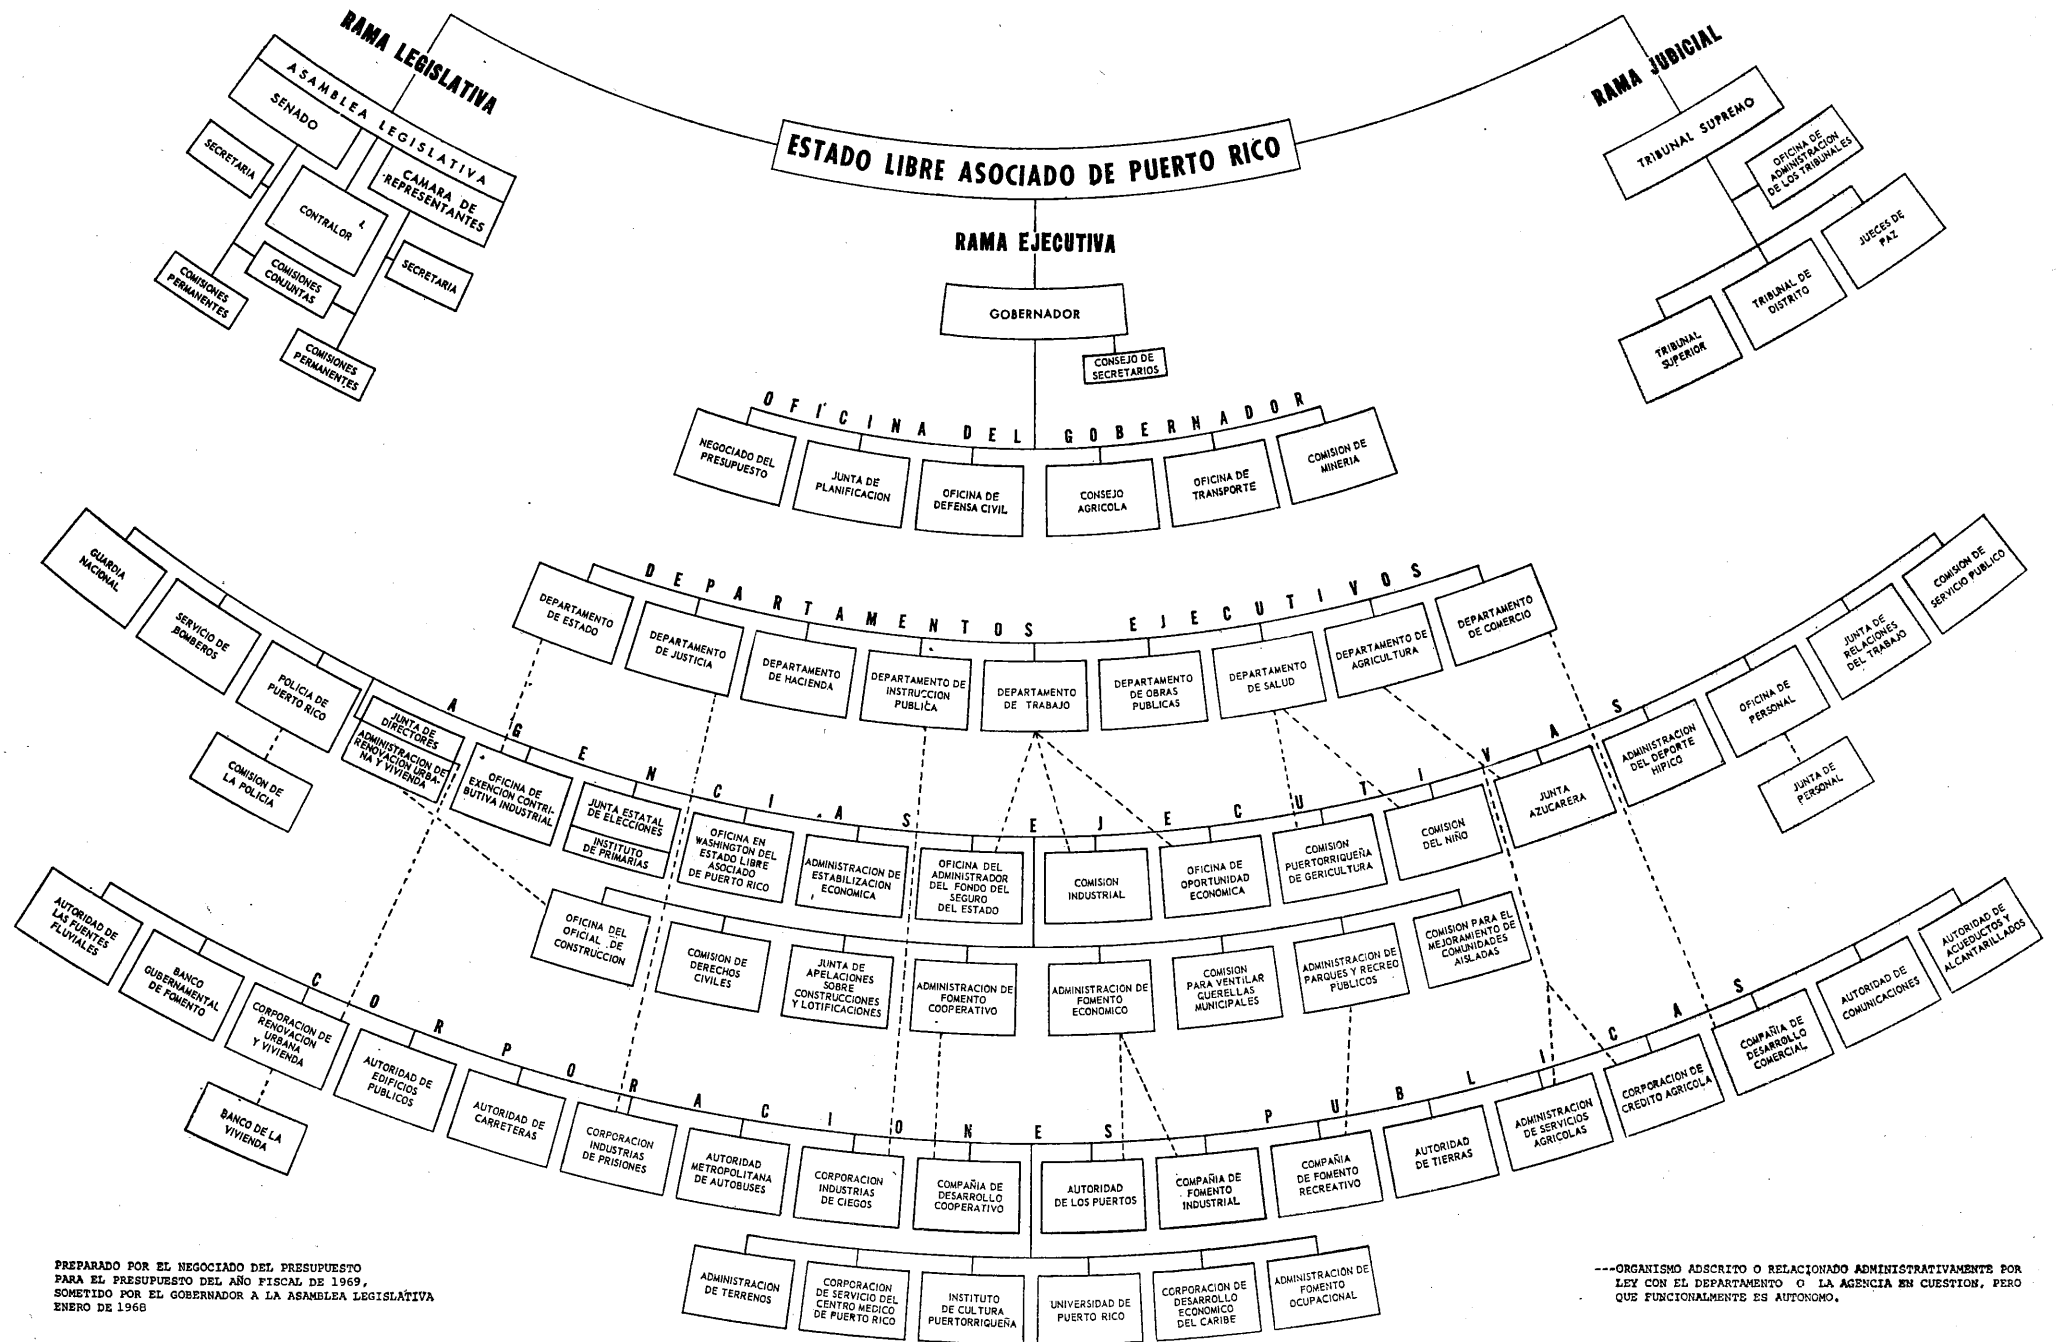 RAMA LEGISLATIVA
ASAMBLEA LEGISLATIVA
SENADO
CAMARA DE
REPRESENTANTES
SECRETARIA
CONTRALOR
COMISIONES
PERMANENTES
COMISIONES
CONJUNTAS
SECRETARIA
COMISIONES
PERMANENTES
ESTADO LIBRE ASOCIADO DE PUERTO RICO
RAMA JUDICIAL
TRIBUNAL SUPREMO
OFICINA DE
ADMINISTRACION
DE LOS TRIBUNALES
TRIBUNAL
SUPERIOR
TRIBUNAL DE
DISTRITO
JUECES DE
PAZ
RAMA EJECUTIVA
GOBERNADOR
CONSEJO DE
SECRETARIOS
OFICINA DEL GOBERNADOR
NEGOCIADO DEL
PRESUPUESTO
JUNTA DE
PLANIFICACION
OFICINA DE
DEFENSA CIVIL
CONSEJO
AGRICOLA
OFICINA DE
TRANSPORTE
COMISION DE
MINERIA
DEPARTAMENTOS EJECUTIVOS
DEPARTAMENTO
DE ESTADO
DEPARTAMENTO
DE JUSTICIA
DEPARTAMENTO
DE HACIENDA
DEPARTAMENTO DE
INSTRUCCION
PUBLICA
DEPARTAMENTO
DE TRABAJO
DEPARTAMENTO
DE OBRAS
PUBLICAS
DEPARTAMENTO
DE SALUD
DEPARTAMENTO DE
AGRICULTURA
DEPARTAMENTO
DE COMERCIO
AGENCIAS EJECUTIVAS
GUARDIA
NACIONAL
SERVICIO DE
BOMBEROS
POLICIA DE
PUERTO RICO
COMISION DE
LA POLICIA
JUNTA DE
DIRECTORES
ADMINISTRACION DE
RENOVACION URBA-
NA Y VIVIENDA
OFICINA DE
EXENCION CONTRI-
BUTIVA INDUSTRIAL
JUNTA ESTATAL
DE ELECCIONES
INSTITUTO
DE PRIMARIAS
OFICINA EN
WASHINGTON DEL
ESTADO LIBRE
ASOCIADO
DE PUERTO RICO
ADMINISTRACION DE
ESTABILIZACION
ECONOMICA
OFICINA DEL
ADMINISTRADOR
DEL FONDO DEL
SEGURO
DEL ESTADO
COMISION
INDUSTRIAL
OFICINA DE
OPORTUNIDAD
ECONOMICA
COMISION
PUERTORRIQUEÑA
DE GERICULTURA
COMISION
DEL NIÑO
JUNTA
AZUCARERA
ADMINISTRACION
DEL DEPORTE
HIPICO
OFICINA DE
PERSONAL
JUNTA DE
PERSONAL
JUNTA DE
RELACIONES
DEL TRABAJO
COMISION DE
SERVICIO PUBLICO
OFICINA DEL
OFICIAL DE
CONSTRUCCION
COMISION DE
DERECHOS
CIVILES
JUNTA DE
APELACIONES
SOBRE
CONSTRUCCIONES
Y LOTIFICACIONES
ADMINISTRACION DE
FOMENTO
COOPERATIVO
ADMINISTRACION DE
FOMENTO
ECONOMICO
COMISION
PARA VENTILAR
QUERELLAS
MUNICIPALES
ADMINISTRACION DE
PARQUES Y RECREO
PUBLICOS
COMISION PARA EL
MEJORAMIENTO DE
COMUNIDADES
AISLADAS
CORPORACIONES PUBLICAS
AUTORIDAD DE
LAS FUENTES
FLUVIALES
BANCO
GUBERNAMENTAL
DE FOMENTO
CORPORACION DE
RENOVACION
URBANA
Y VIVIENDA
BANCO DE LA
VIVIENDA
AUTORIDAD DE
EDIFICIOS
PUBLICOS
AUTORIDAD DE
CARRETERAS
CORPORACION
INDUSTRIAS
DE PRISIONES
AUTORIDAD
METROPOLITANA
DE AUTOBUSES
CORPORACION
INDUSTRIAS
DE CIEGOS
COMPAÑIA DE
DESARROLLO
COOPERATIVO
AUTORIDAD
DE LOS PUERTOS
COMPAÑIA DE
FOMENTO
INDUSTRIAL
COMPAÑIA
DE FOMENTO
RECREATIVO
AUTORIDAD
DE TIERRAS
ADMINISTRACION
DE SERVICIOS
AGRICOLAS
CORPORACION DE
CREDITO AGRICOLA
COMPAÑIA DE
DESARROLLO
COMERCIAL
AUTORIDAD DE
COMUNICACIONES
AUTORIDAD DE
ACUEDUCTOS Y
ALCANTARILLADOS
ADMINISTRACION
DE TERRENOS
CORPORACION
DE SERVICIO DEL
CENTRO MEDICO
DE PUERTO RICO
INSTITUTO
DE CULTURA
PUERTORRIQUEÑA
UNIVERSIDAD DE
PUERTO RICO
CORPORACION DE
DESARROLLO
ECONOMICO
DEL CARIBE
ADMINISTRACION DE
FOMENTO
OCUPACIONAL
PREPARADO POR EL NEGOCIADO DEL PRESUPUESTO
PARA EL PRESUPUESTO DEL AÑO FISCAL DE 1969,
SOMETIDO POR EL GOBERNADOR A LA ASAMBLEA LEGISLATIVA
ENERO DE 1968
---ORGANISMO ADSCRITO O RELACIONADO ADMINISTRATIVAMENTE POR
LEY CON EL DEPARTAMENTO O LA AGENCIA EN CUESTION, PERO
QUE FUNCIONALMENTE ES AUTONOMO.